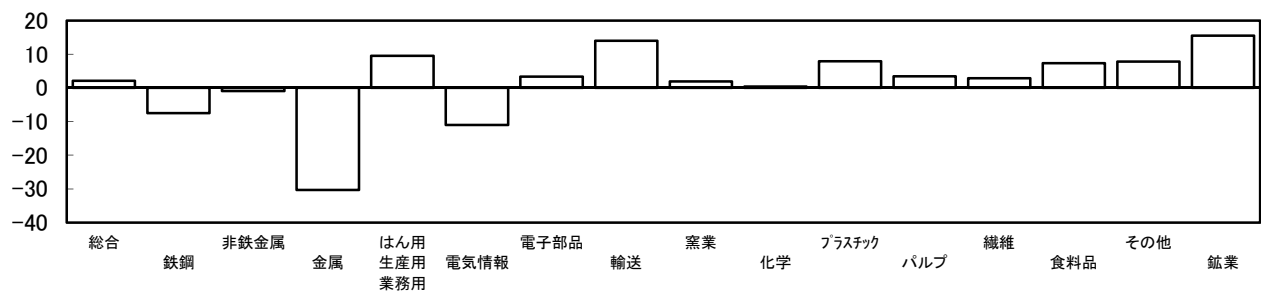 20
10
0
-10
-20
-30
-40
総合
鉄鋼
非鉄金属
金属
はん用
生産用
業務用
電気情報
電子部品
輸送
窯業
化学
プラスチック
パルプ
繊維
食料品
その他
鉱業